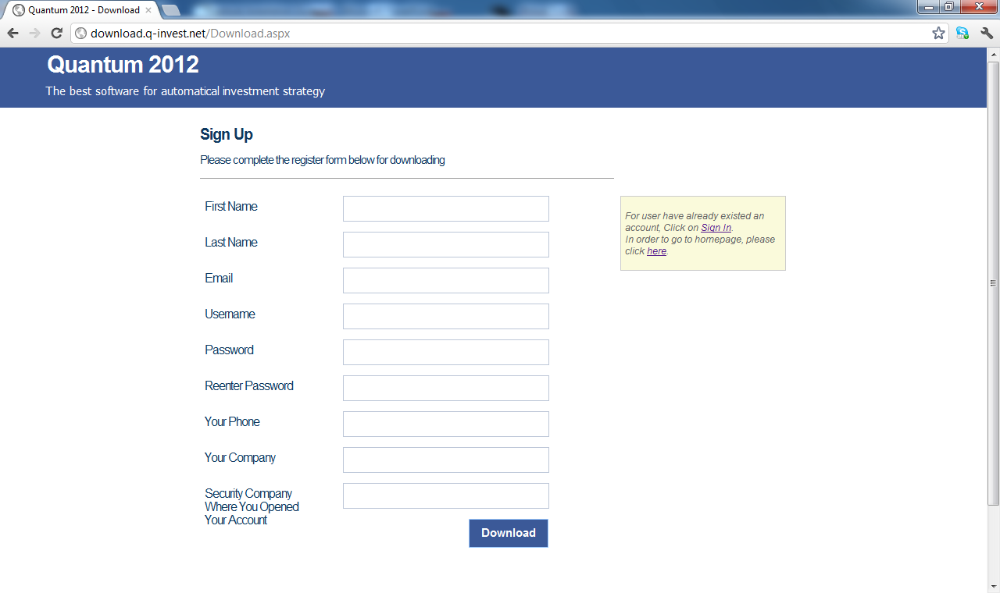 Quantum 2012 - Download
download.q-invest.net/Download.aspx
Quantum 2012
The best software for automatical investment strategy
Sign Up
Please complete the register form below for downloading
First Name
Last Name
Email
Username
Password
Reenter Password
Your Phone
Your Company
Security Company
Where You Opened
Your Account
Download
For user have already existed an
account, Click on Sign In.
In order to go to homepage, please
click here.